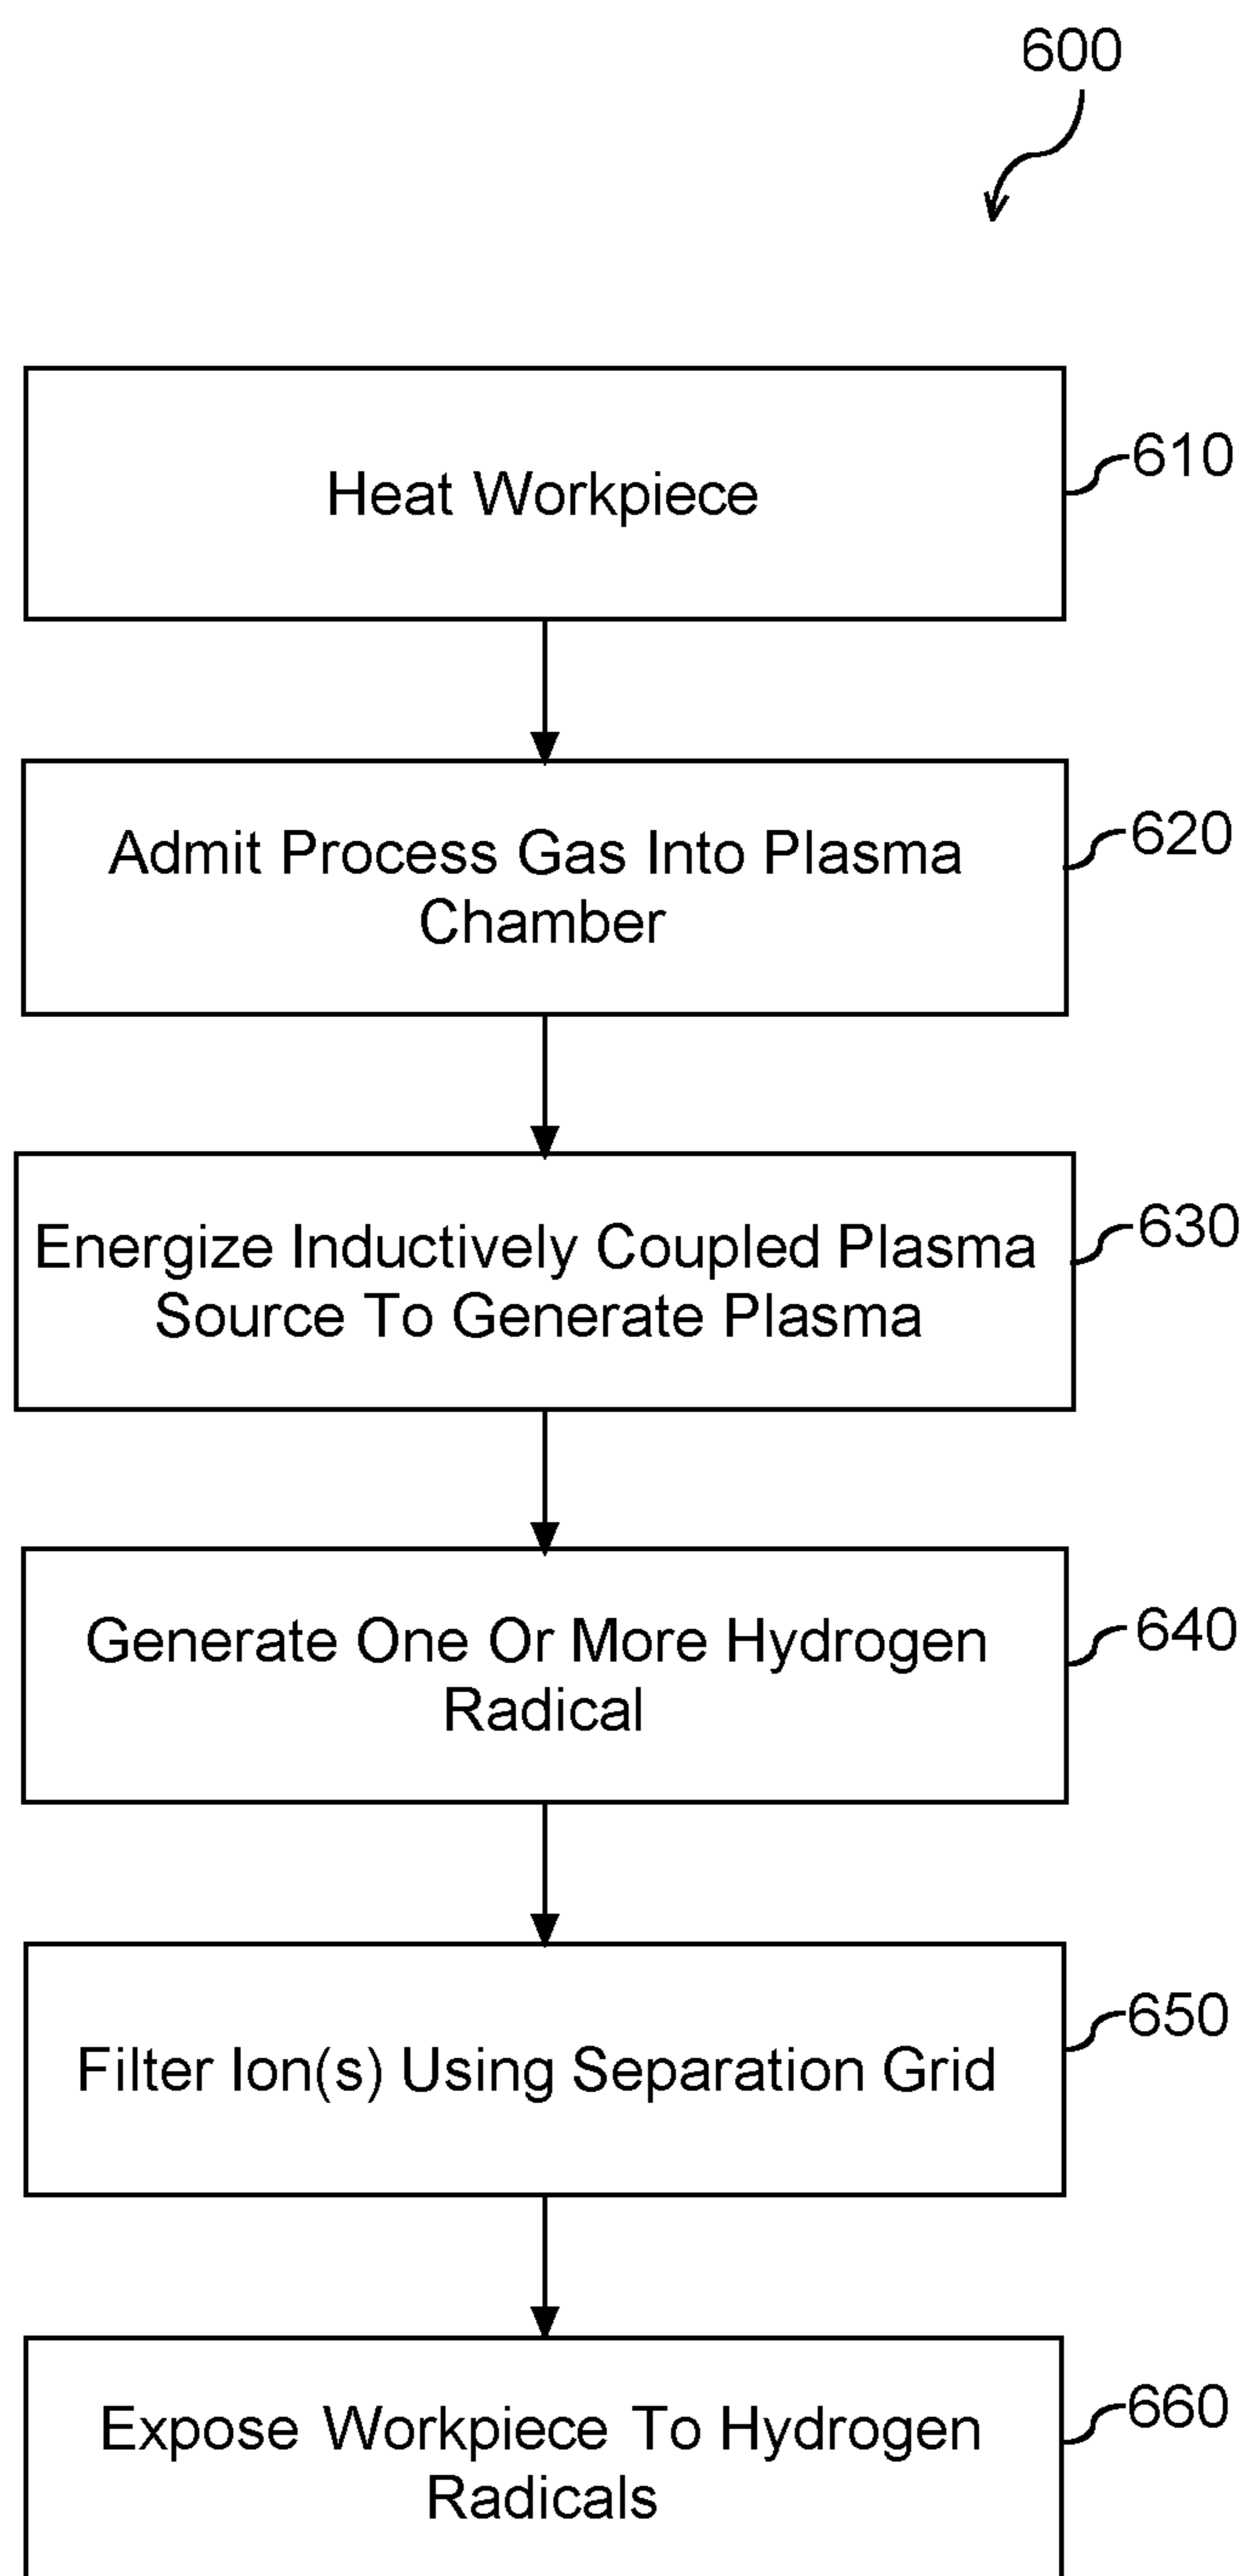 600
Heat Workpiece
610
Admit Process Gas Into Plasma
Chamber
620
Energize Inductively Coupled Plasma
Source To Generate Plasma
630
Generate One Or More Hydrogen
Radical
640
Filter Ion(s) Using Separation Grid
650
Expose Workpiece To Hydrogen
Radicals
660